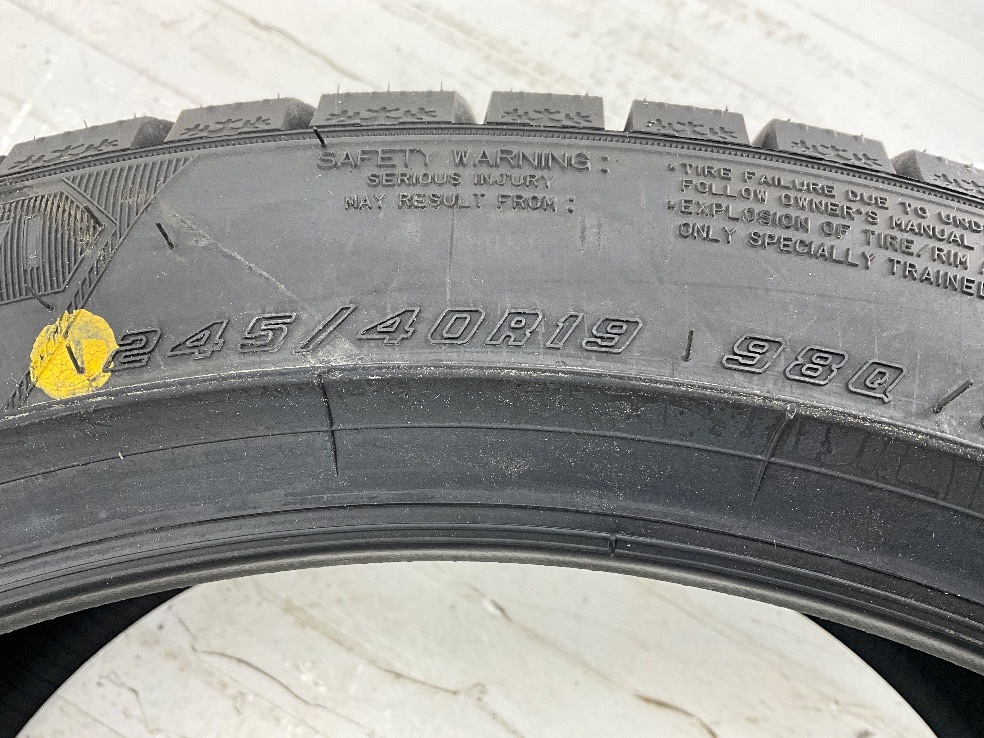 SAFETY WARNING:
SERIOUS INJURY
MAY RESULT FROM:
*TIRE FAILURE DUE TO
FOLLOW OWNER'S MANUAL
*EXPLOSION OF TIRE/RIM
ONLY SPECIALLY TRAINED
245/40R19 98Q